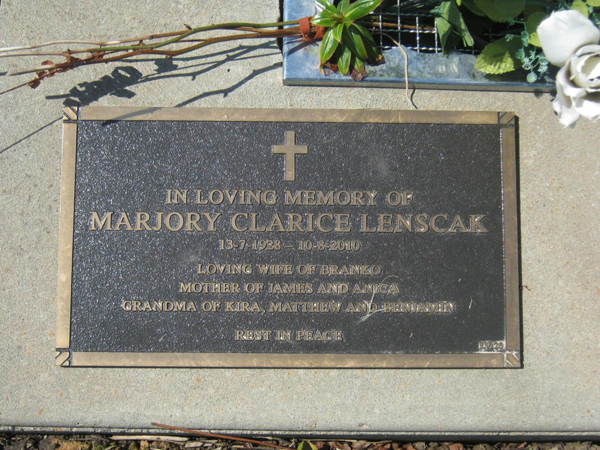 IN LOVING MEMORY OF
MARJORY CLARICE LENSCAK
13-7-1928 - 10-8-2010
LOVING WIFE OF BRANKO
MOTHER OF JAMES AND ANICA
GRANDMA OF KIRA, MATTHEW AND BENJAMIN
REST IN PEACE